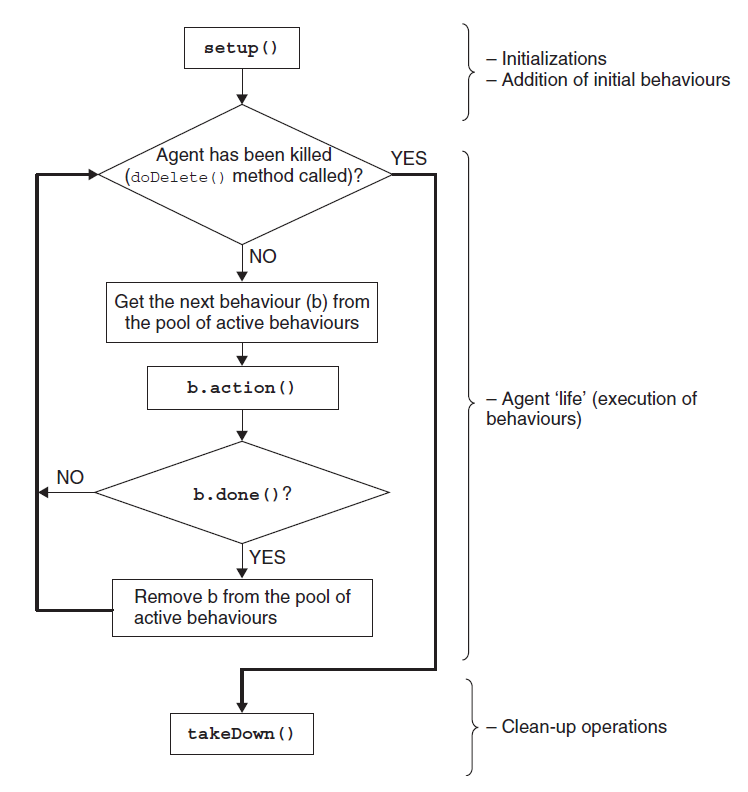 setup()
– Initializations
– Addition of initial behaviours
Agent has been killed
(doDelete() method called)?
YES
NO
Get the next behaviour (b) from
the pool of active behaviours
b.action()
– Agent ‘life’ (execution of
behaviours)
NO
b.done()?
YES
Remove b from the pool of
active behaviours
takeDown()
– Clean-up operations